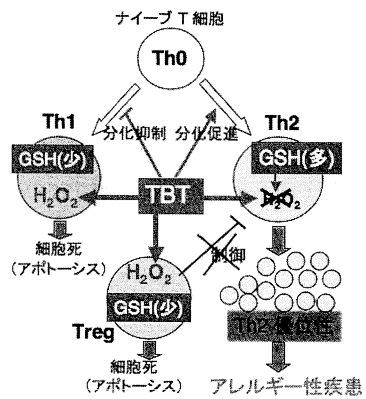 ナイーブT細胞
Th0
Th1
分化抑制
分化促進
Th2
GSH(少)
GSH(多)
H₂O₂
TBT
H₂O₂
細胞死
(アポトーシス)
H₂O₂
制御
GSH(少)
Treg
Th2優位性
細胞死
(アポトーシス)
アレルギー性疾患